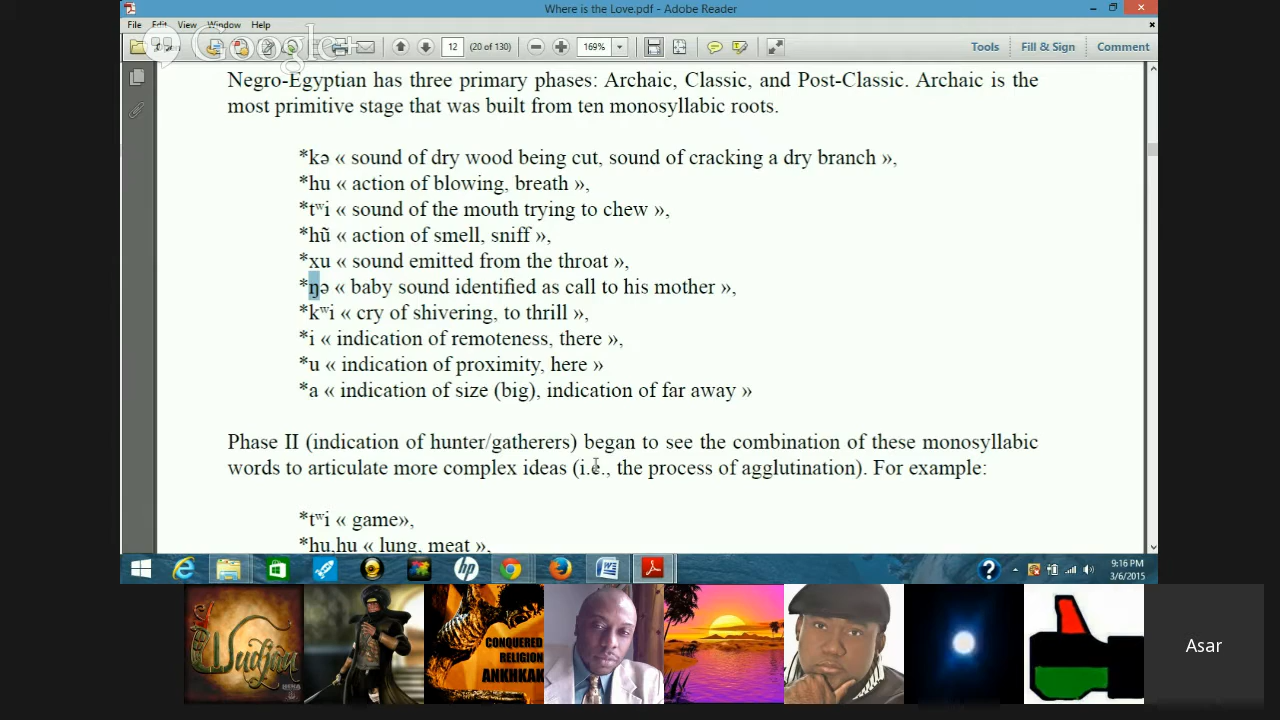 Where is the Love.pdf - Adobe Reader
File Edit View Window Help
Google+
12 (20 of 130) 169% Tools Fill & Sign Comment
Negro-Egyptian has three primary phases: Archaic, Classic, and Post-Classic. Archaic is the
most primitive stage that was built from ten monosyllabic roots.
*kə « sound of dry wood being cut, sound of cracking a dry branch »,
*hu « action of blowing, breath »,
*tʷi « sound of the mouth trying to chew »,
*hũ « action of smell, sniff »,
*xu « sound emitted from the throat »,
*ŋə « baby sound identified as call to his mother »,
*kʷi « cry of shivering, to thrill »,
*i « indication of remoteness, there »,
*u « indication of proximity, here »
*a « indication of size (big), indication of far away »
Phase II (indication of hunter/gatherers) began to see the combination of these monosyllabic
words to articulate more complex ideas (i.e., the process of agglutination). For example:
*tʷi « game»,
*hu,hu « lung, meat »,
9:16 PM
3/6/2015
CONQUERED
RELIGION
ANKHKAK
Asar